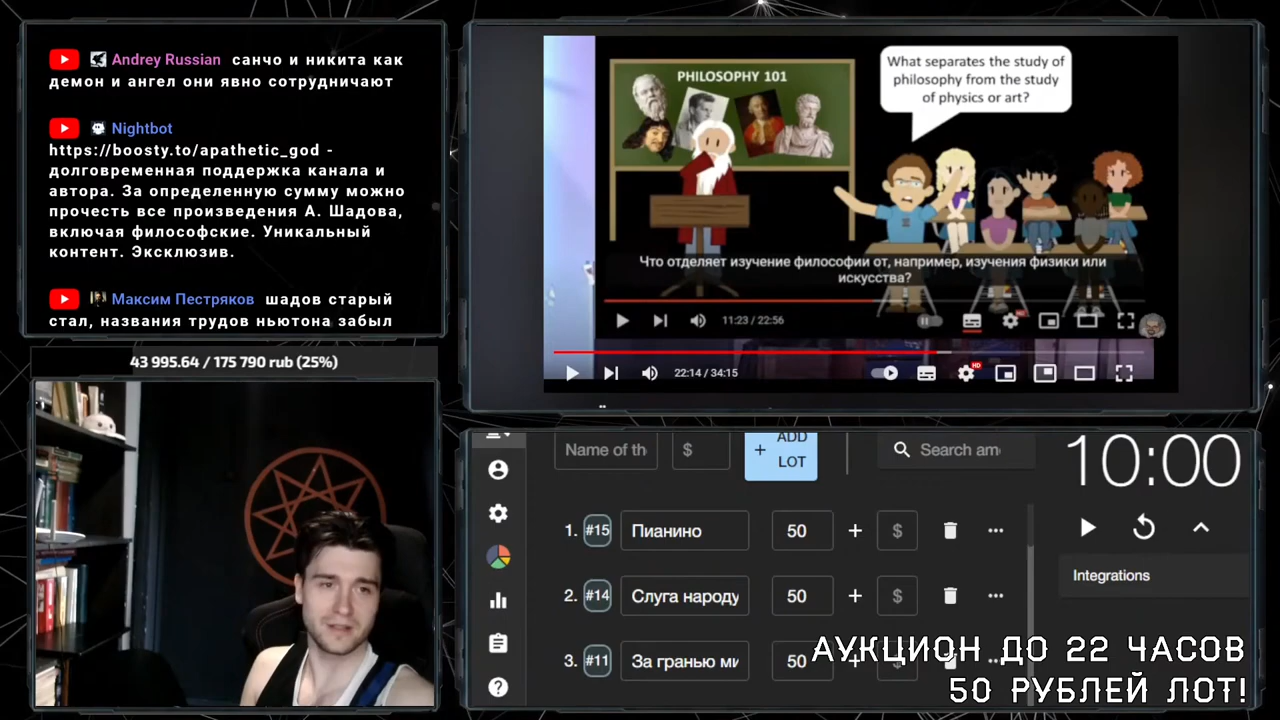 Andrey Russian санчо и никита как
демон и ангел они явно сотрудничают
Nightbot
https://boosty.to/apathetic_god -
долговременная поддержка канала и
автора. За определенную сумму можно
прочесть все произведения А. Шадова,
включая философские. Уникальный
контент. Эксклюзив.
Максим Пестряков шадов старый
стал, названия трудов ньютона забыл
43 995.64 / 175 790 rub (25%)
PHILOSOPHY 101
What separates the study of
philosophy from the study
of physics or art?
Что отделяет изучение философии от, например, изучения физики или
искусства?
11:23 / 22:56
22:14 / 34:15
HD
Name of th
$
+ ADD
LOT
Search am
10:00
1. #15 Пианино 50 + $
2. #14 Слуга народу 50 + $
3. #11 За гранью ми 50 +
Integrations
АУКЦИОН ДО 22 ЧАСОВ
50 РУБЛЕЙ ЛОТ!